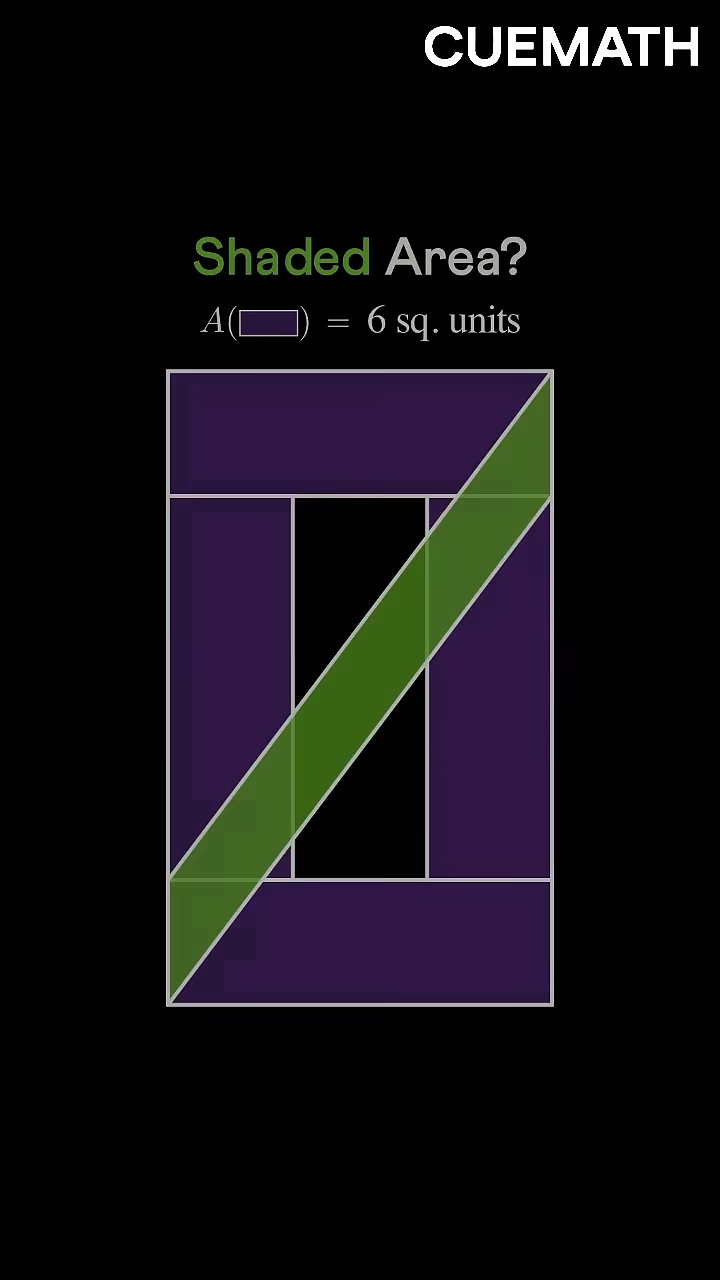 CUEMATH
Shaded Area?
A( ) = 6 sq. units